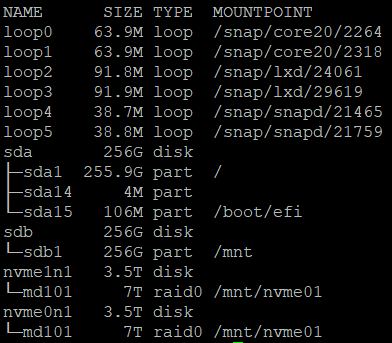 NAME SIZE TYPE MOUNTPOINT
loop0 63.9M loop /snap/core20/2264
loop1 63.9M loop /snap/core20/2318
loop2 91.8M loop /snap/lxd/24061
loop3 91.9M loop /snap/lxd/29619
loop4 38.7M loop /snap/snapd/21465
loop5 38.8M loop /snap/snapd/21759
sda 256G disk
├─sda1 255.9G part /
├─sda14 4M part
└─sda15 106M part /boot/efi
sdb 256G disk
└─sdb1 256G part /mnt
nvme1n1 3.5T disk
└─md101 7T raid0 /mnt/nvme01
nvme0n1 3.5T disk
└─md101 7T raid0 /mnt/nvme01